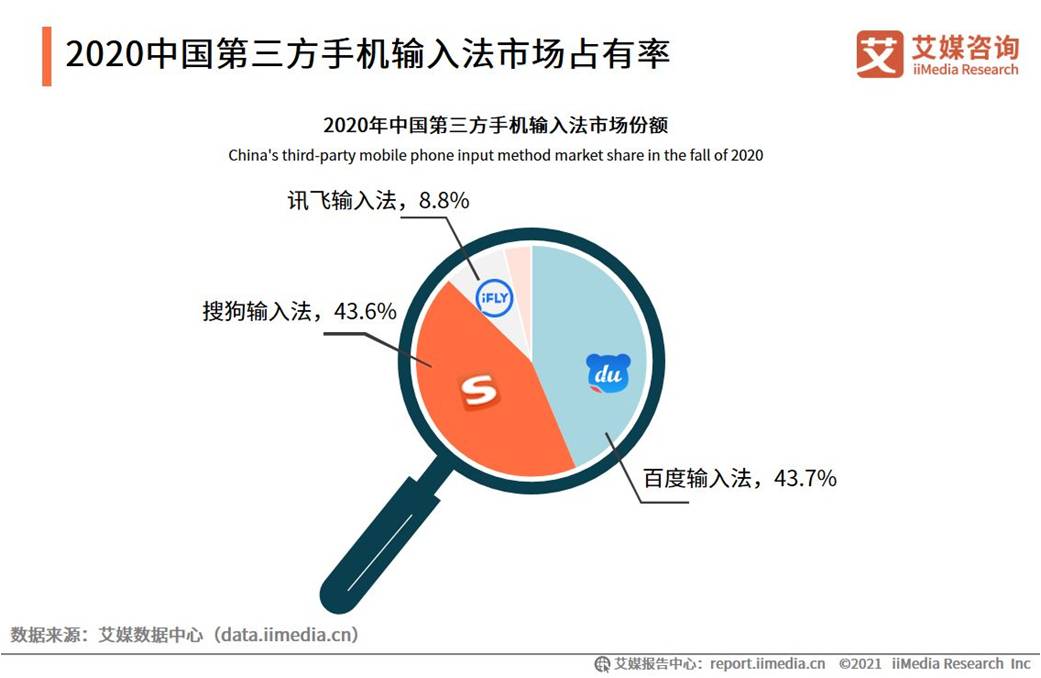 2020中国第三方手机输入法市场占有率
艾 艾媒咨询
iiMedia Research
2020年中国第三方手机输入法市场份额
China's third-party mobile phone input method market share in the fall of 2020
讯飞输入法，8.8%
iFLY
搜狗输入法，43.6%
du
S
百度输入法，43.7%
数据来源：艾媒数据中心（data.iimedia.cn）
艾媒报告中心：report.iimedia.cn ©2021 iiMedia Research Inc